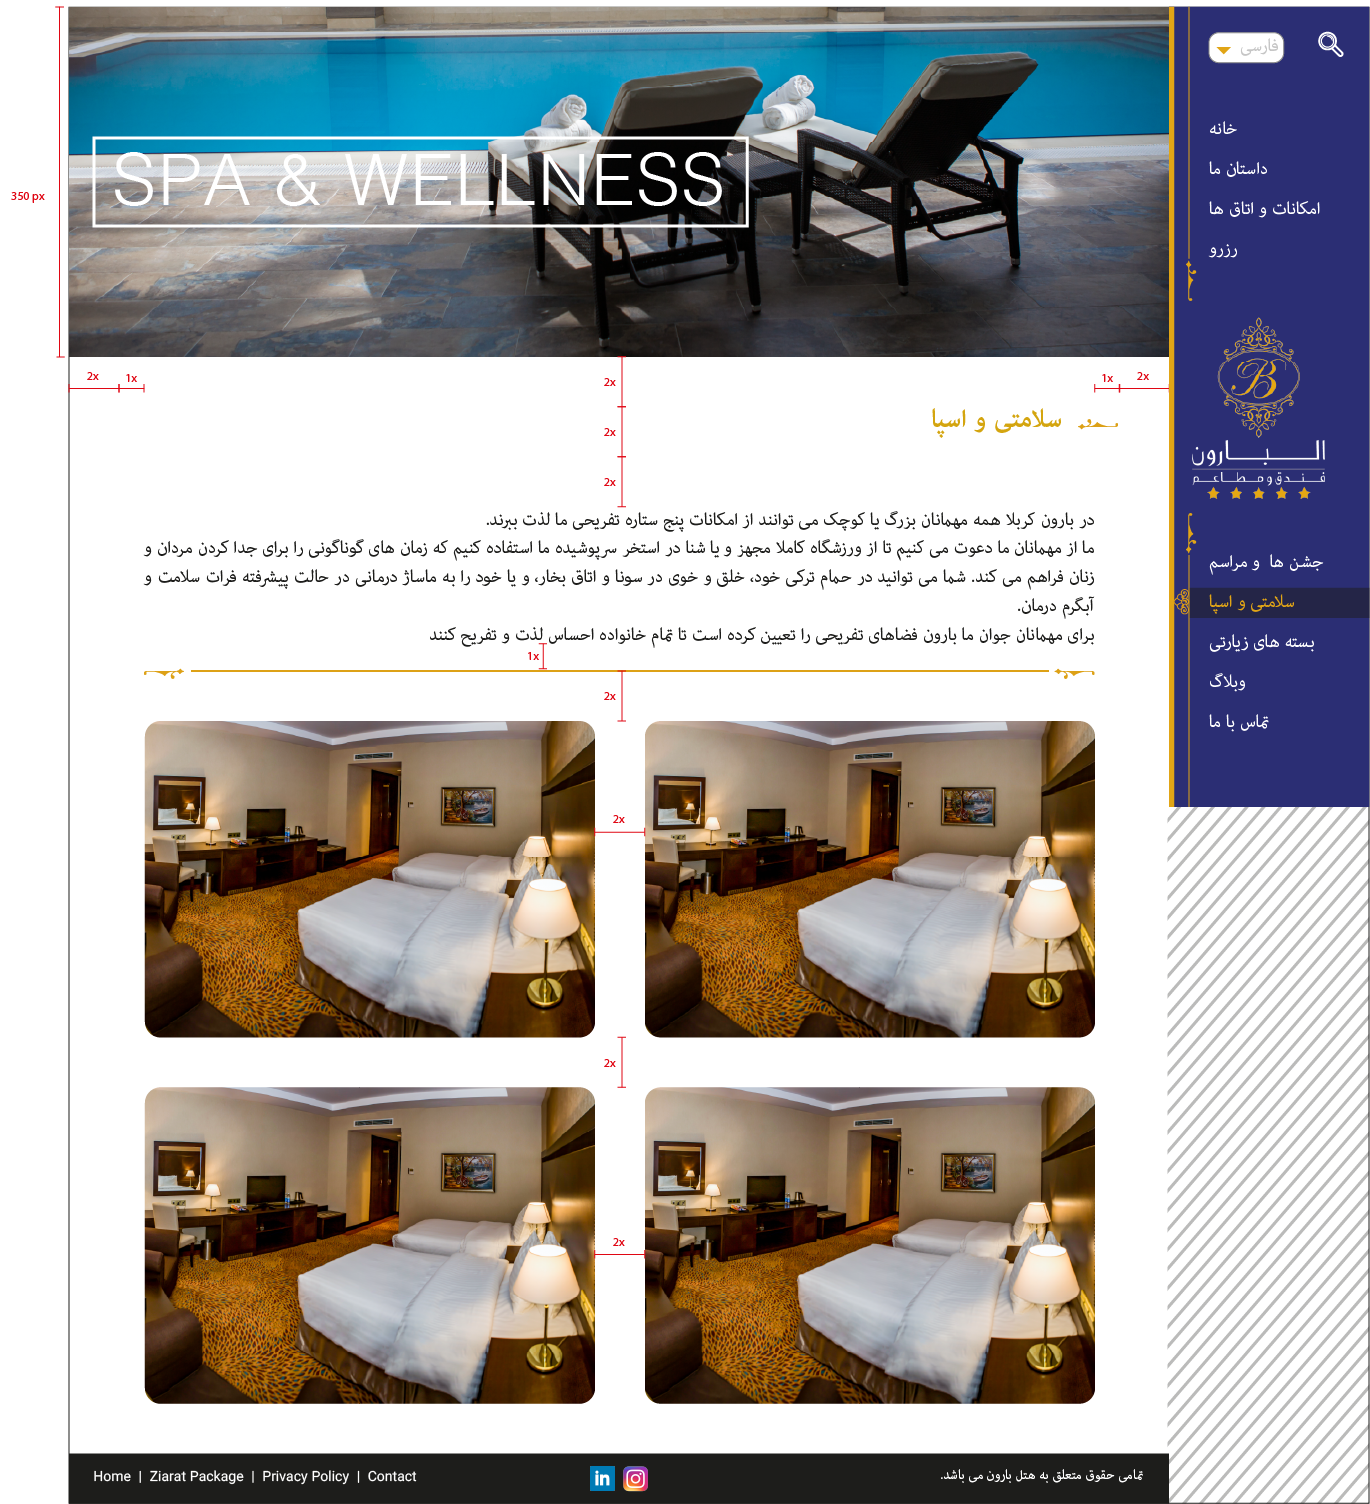 350 px
SPA & WELLNESS
فارسی
خانه
داستان ما
امکانات و اتاق ها
رزرو
B
البارون
فندق ومطاعم
جشن ها و مراسم
سلامتی و اسپا
بسته های زیارتی
وبلاگ
تماس با ما
2x
1x
2x
1x
2x
2x
سلامتی و اسپا
2x
در بارون کربلا همه مهمانان بزرگ یا کوچک می توانند از امکانات پنج ستاره تفریحی ما لذت ببرند.
ما از مهمانان ما دعوت می کنیم تا از ورزشگاه کاملا مجهز و یا شنا در استخر سرپوشیده ما استفاده کنیم که زمان های گوناگونی را برای جدا کردن مردان و
زنان فراهم می کند. شما می توانید در حمام ترکی خود، خلق و خوی در سونا و اتاق بخار، و یا خود را به ماساژ درمانی در حالت پیشرفته فرات سلامت و
آبگرم درمان.
برای مهمانان جوان ما بارون فضاهای تفریحی را تعیین کرده است تا تمام خانواده احساس لذت و تفریح کنند
1x
2x
2x
2x
2x
Home | Ziarat Package | Privacy Policy | Contact
in
تمامی حقوق متعلق به هتل بارون می باشد.